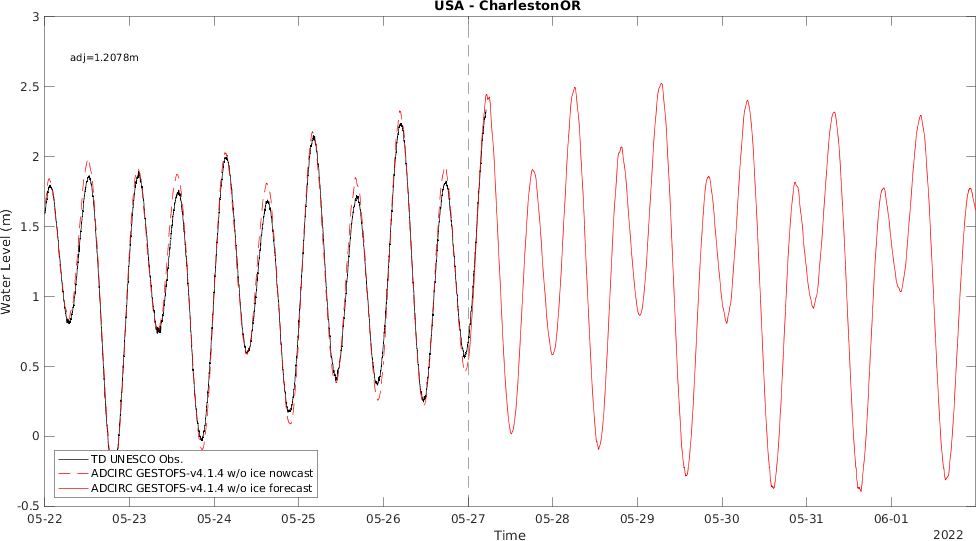 USA - CharlestonOR
3
adj=1.2078m
2.5
2
1.5
Water Level (m)
1
0.5
0
TD UNESCO Obs.
ADCIRC GESTOFS-v4.1.4 w/o ice nowcast
ADCIRC GESTOFS-v4.1.4 w/o ice forecast
-0.5
05-22 05-23 05-24 05-25 05-26 05-27 05-28 05-29 05-30 05-31 06-01
Time
2022